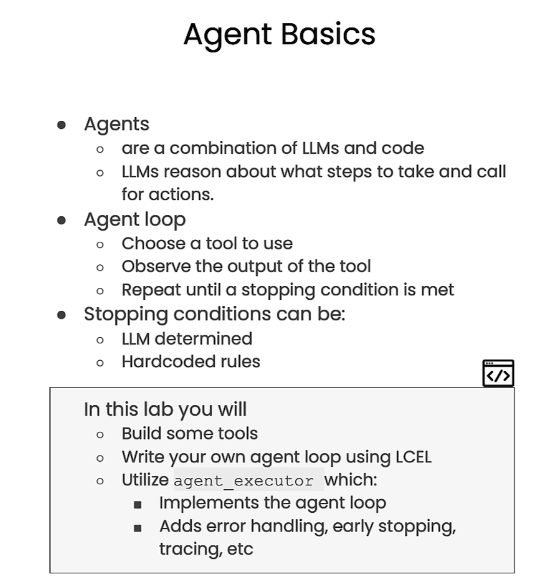 Agent Basics
● Agents
○ are a combination of LLMs and code
○ LLMs reason about what steps to take and call
for actions.
● Agent loop
○ Choose a tool to use
○ Observe the output of the tool
○ Repeat until a stopping condition is met
● Stopping conditions can be:
○ LLM determined
○ Hardcoded rules
</>
In this lab you will
○ Build some tools
○ Write your own agent loop using LCEL
○ Utilize agent_executor which:
■ Implements the agent loop
■ Adds error handling, early stopping,
tracing, etc